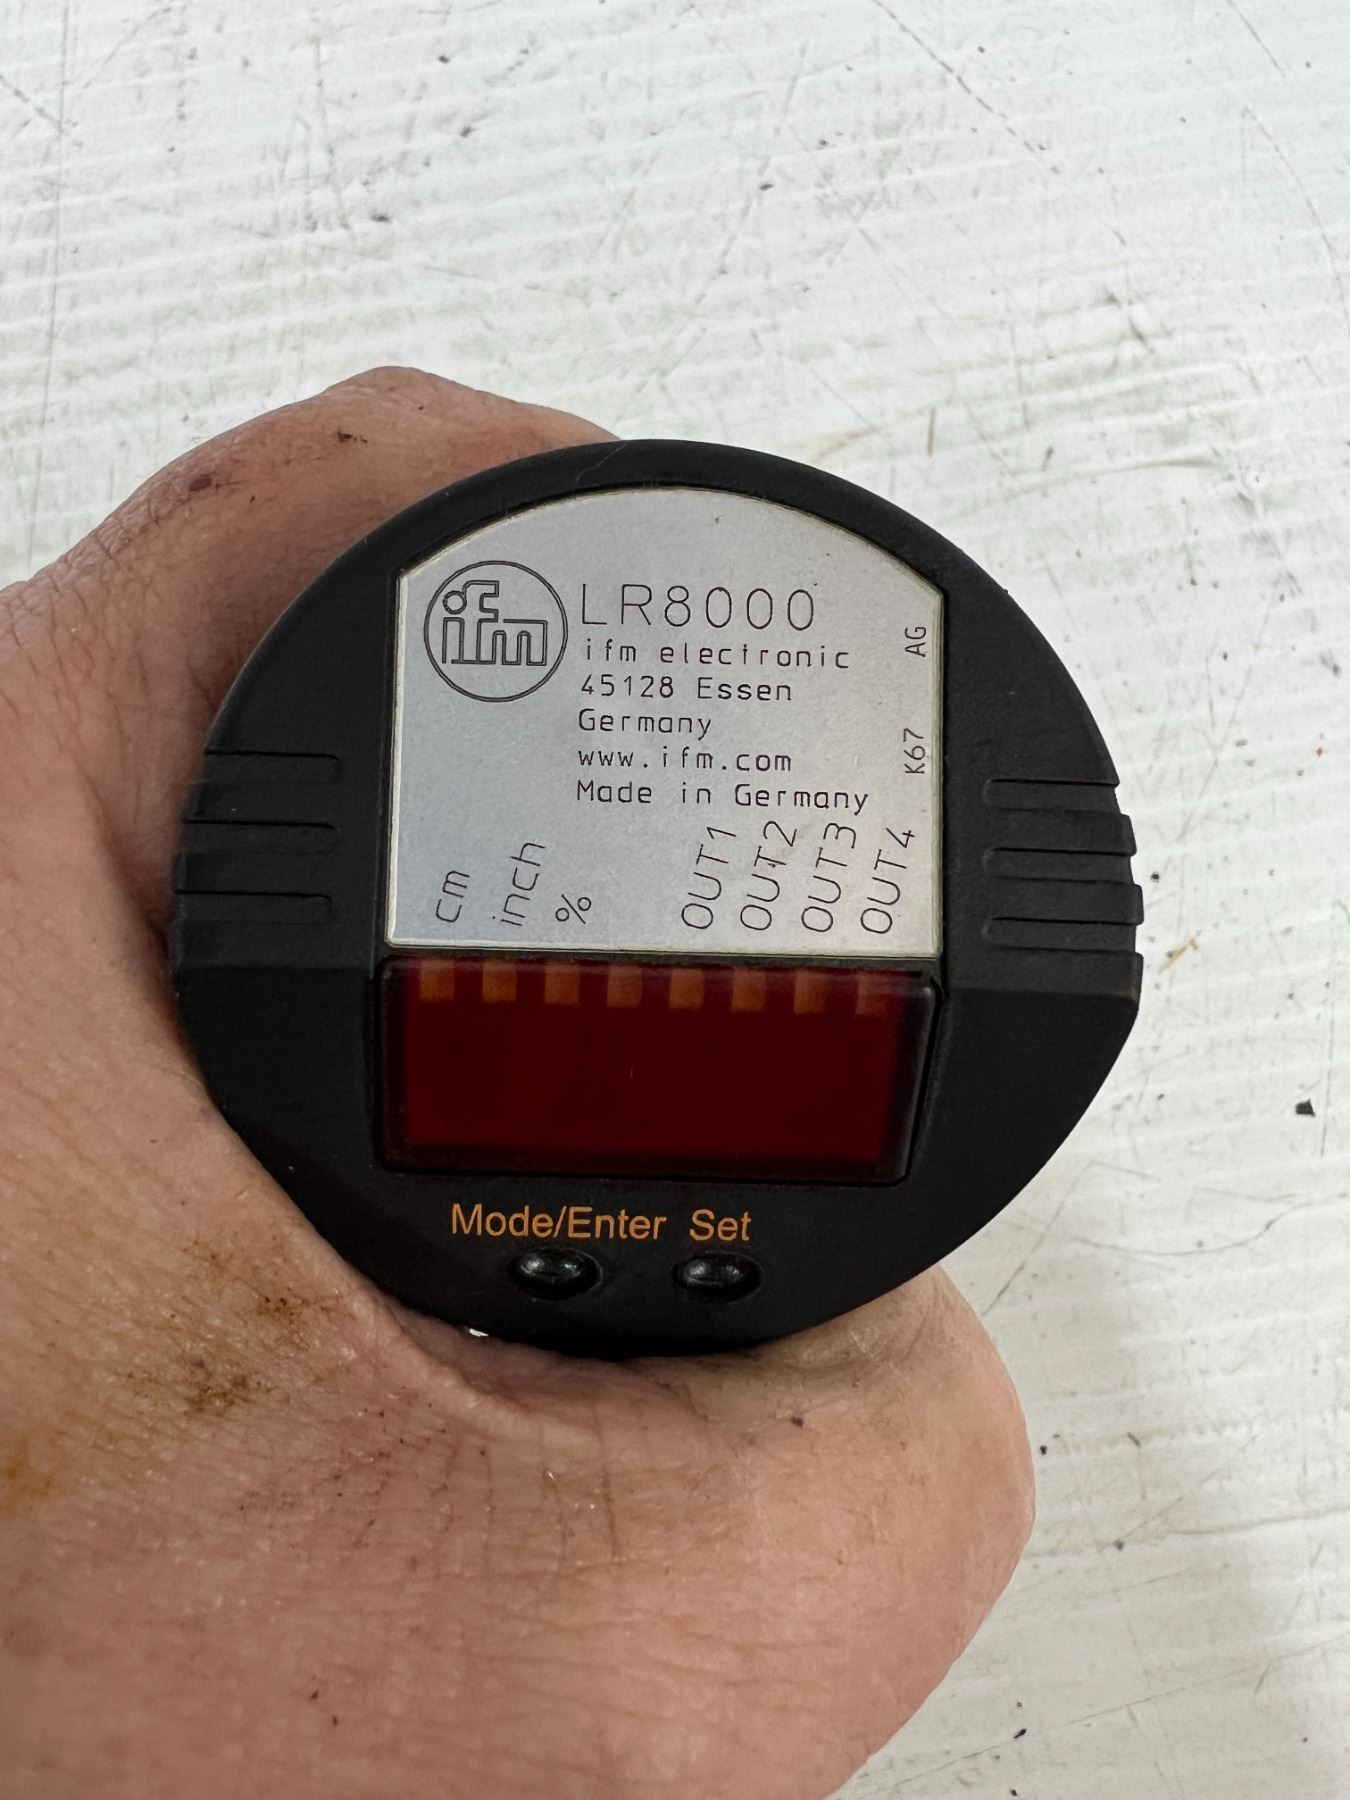 ifm
LR8000
ifm electronic
45128 Essen
Germany
www.ifm.com
Made in Germany
AG
K67
cm
inch
%
OUT1
OUT2
OUT3
OUT4
Mode/Enter Set